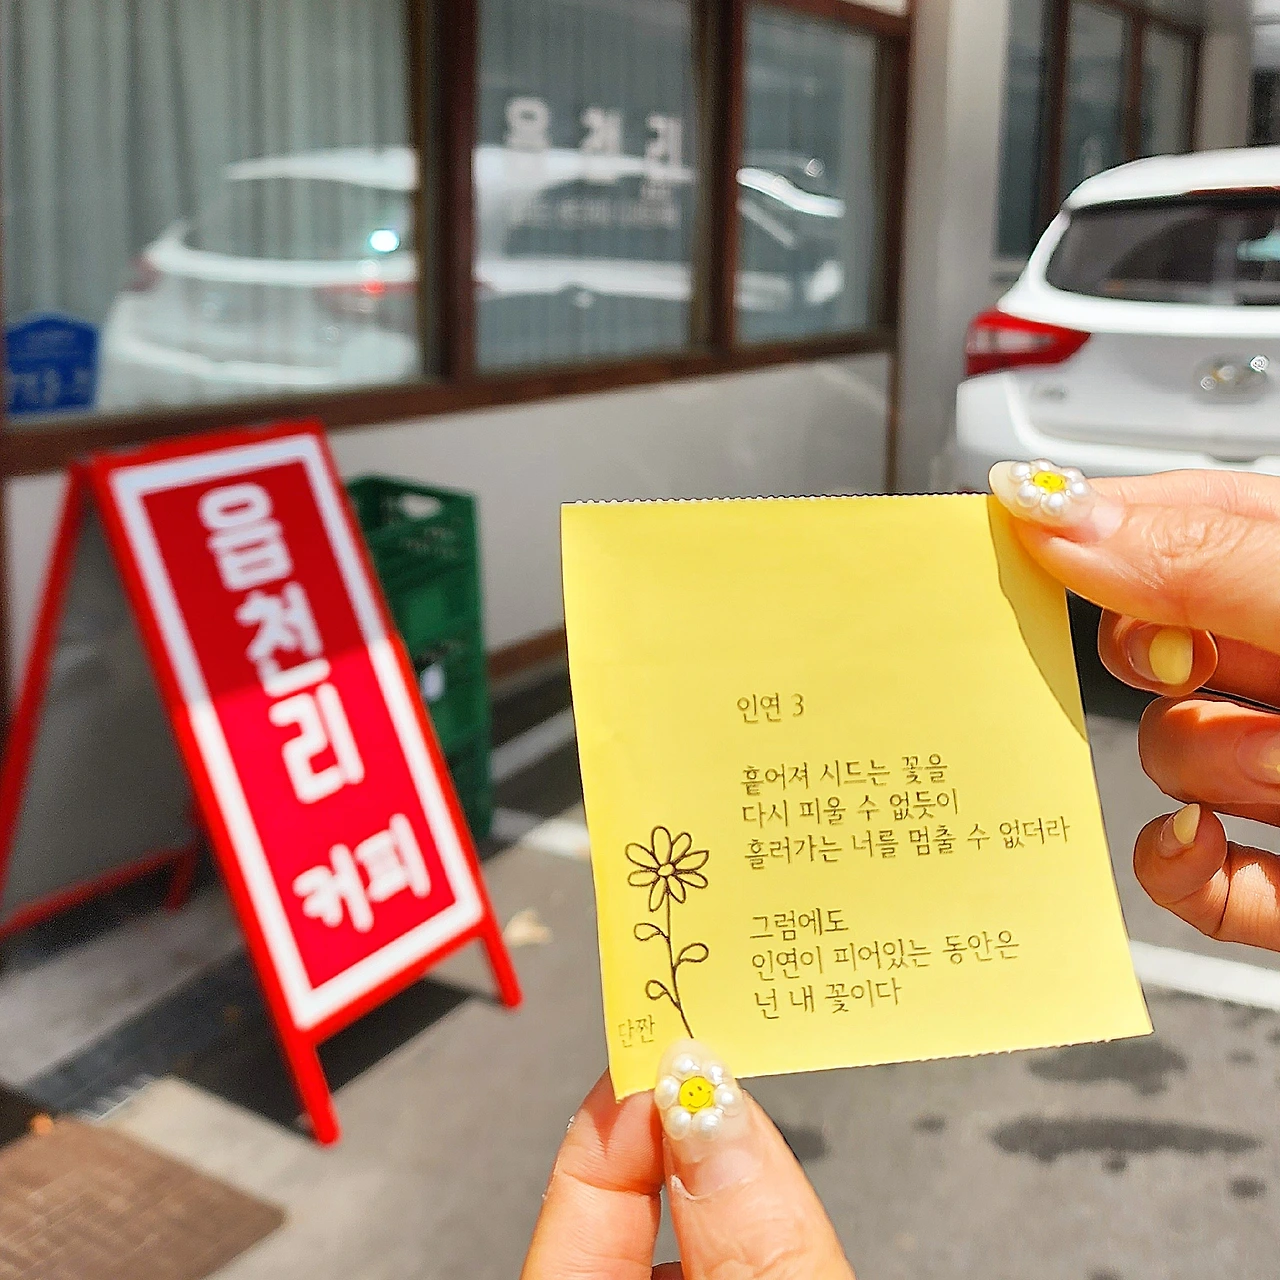 읍천리
읍천리
커피
인연 3
흩어져 시드는 꽃을
다시 피울 수 없듯이
흘러가는 너를 멈출 수 없더라
그럼에도
인연이 피어있는 동안은
넌 내 꽃이다
단짠